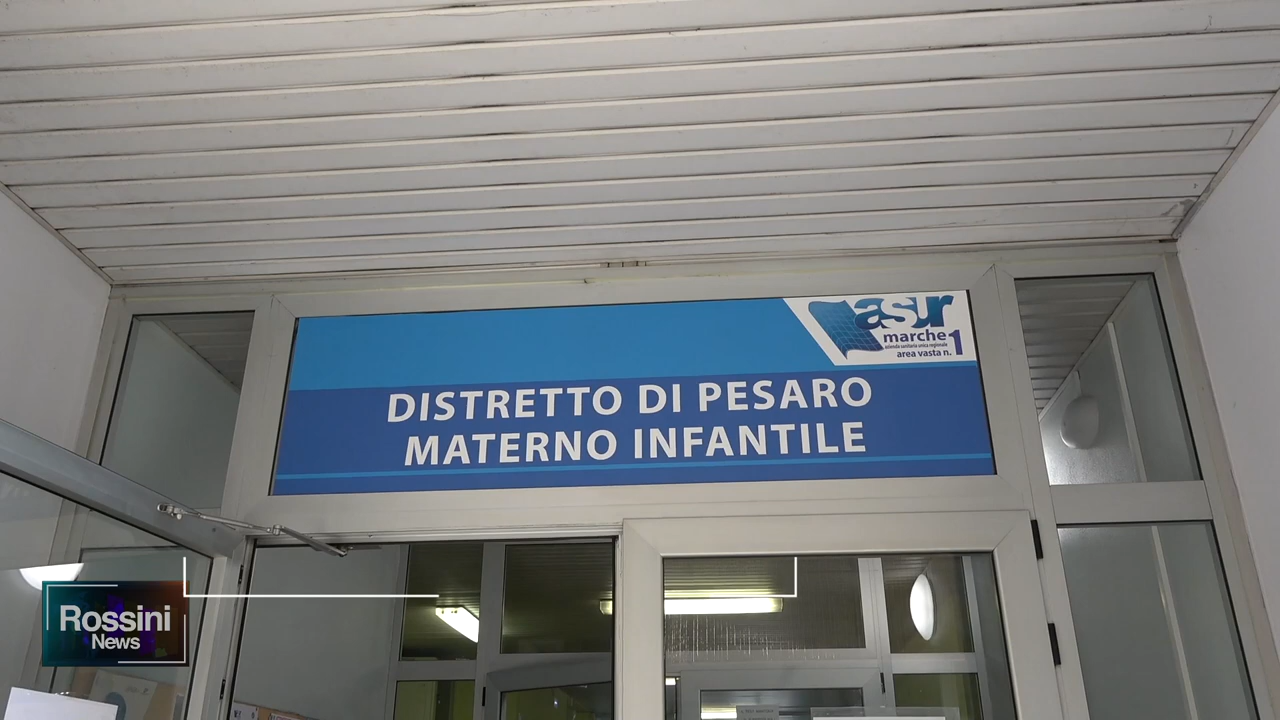 asur
marche 1
azienda sanitaria unica regionale
area vasta n.
DISTRETTO DI PESARO
MATERNO INFANTILE
Rossini
News